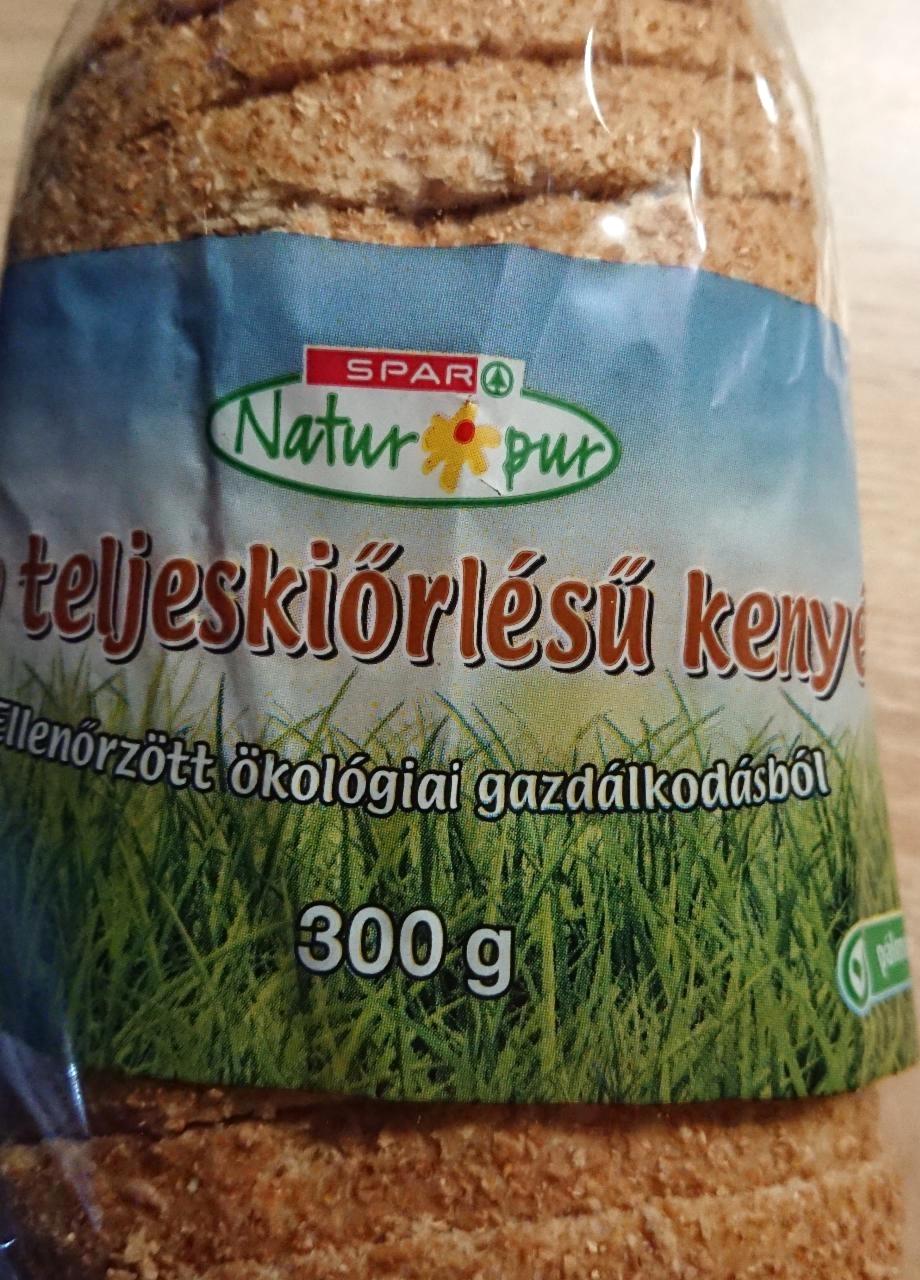 SPAR
Natur pur
teljeskiőrlésű kenyé
Ellenőrzött ökológiai gazdálkodásból
300 g